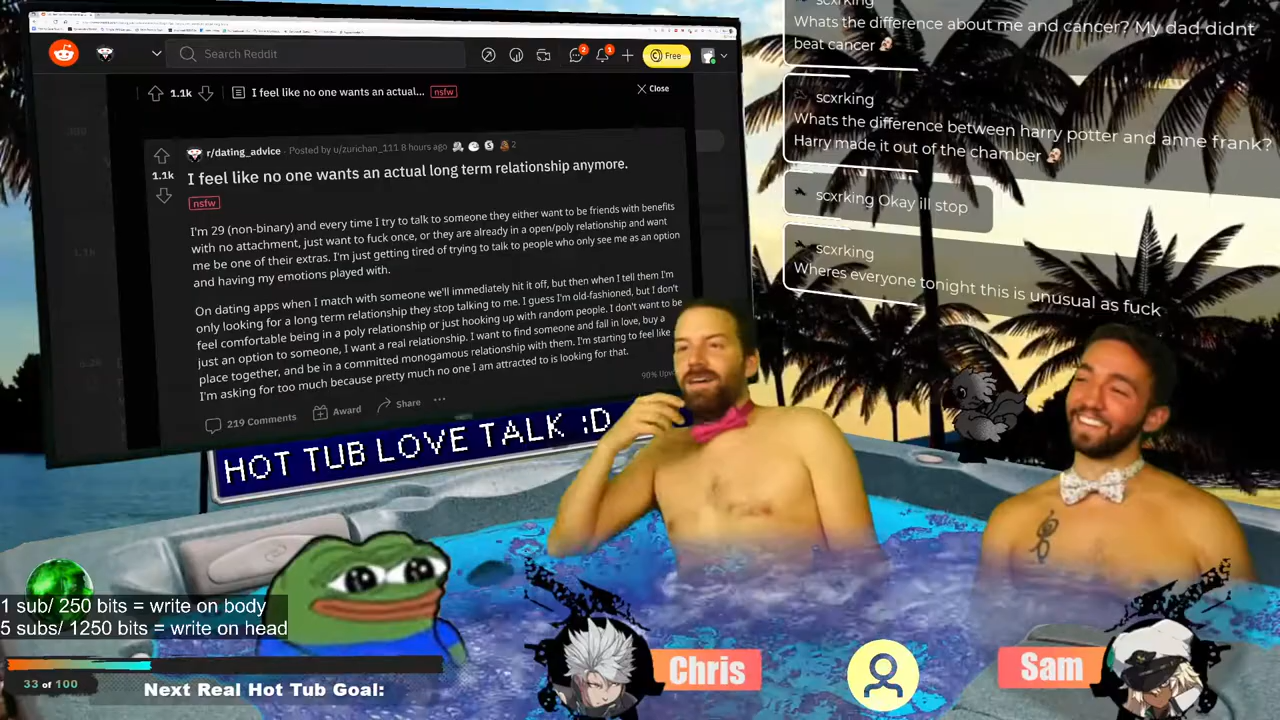 Search Reddit
2
1
Free
1.1k
I feel like no one wants an actual...
nsfw
Close
r/dating_advice · Posted by u/zurichan_111 8 hours ago
2
1.1k
I feel like no one wants an actual long term relationship anymore.
nsfw
I'm 29 (non-binary) and every time I try to talk to someone they either want to be friends with benefits
with no attachment, just want to fuck once, or they are already in a open/poly relationship and want
me be one of their extras. I'm just getting tired of trying to talk to people who only see me as an option
and having my emotions played with.
On dating apps when I match with someone we'll immediately hit it off, but then when I tell them I'm
only looking for a long term relationship they stop talking to me. I guess I'm old-fashioned, but I don't
feel comfortable being in a poly relationship or just hooking up with random people. I don't want to be
just an option to someone, I want a real relationship. I want to find someone and fall in love, buy a
place together, and be in a committed monogamous relationship with them. I'm starting to feel like
I'm asking for too much because pretty much no one I am attracted to is looking for that.
90%
219 Comments
Award
Share
HOT TUB LOVE TALK :D
scxrking
Whats the difference about me and cancer? My dad didnt
beat cancer
scxrking
Whats the difference between harry potter and anne frank?
Harry made it out of the chamber
scxrking Okay ill stop
scxrking
Wheres everyone tonight this is unusual as fuck
1 sub/ 250 bits = write on body
5 subs/ 1250 bits = write on head
33 of 100
Next Real Hot Tub Goal:
Chris
Sam